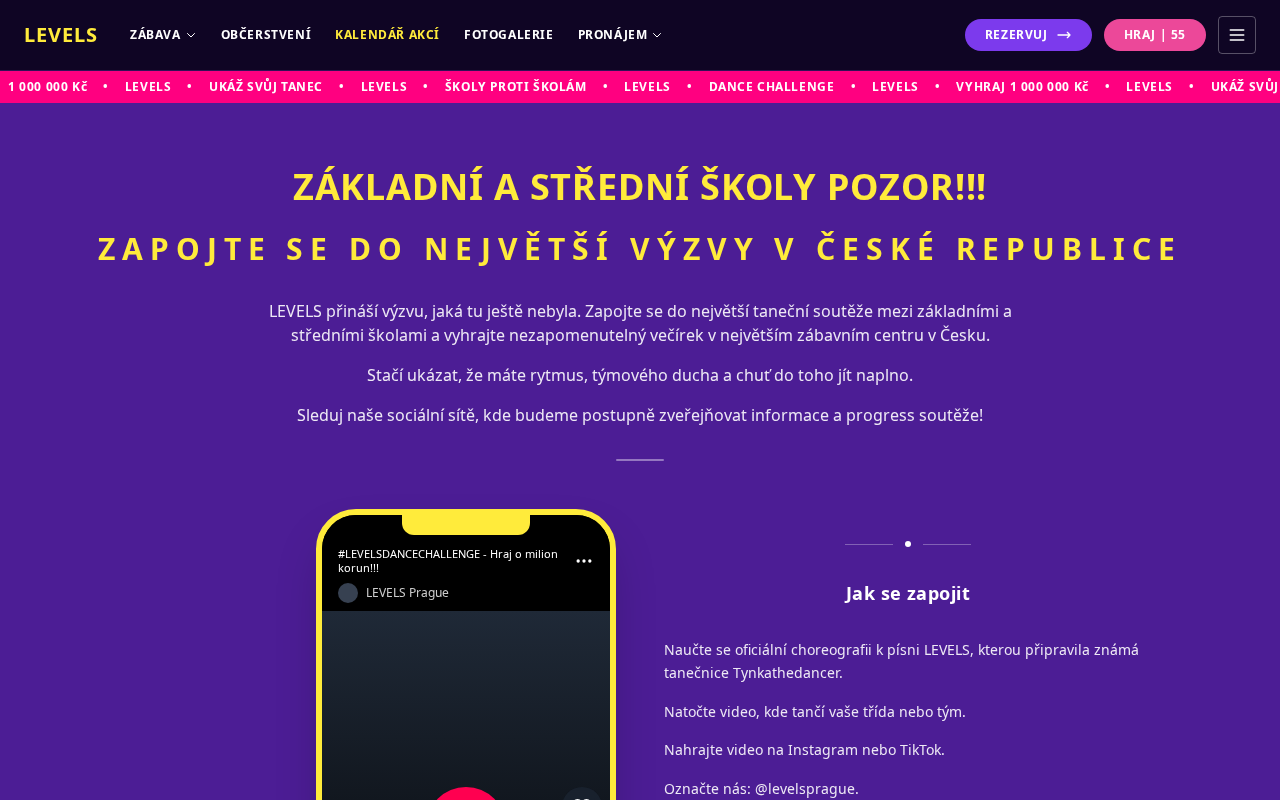 LEVELS
ZÁBAVA
OBČERSTVENÍ
KALENDÁŘ AKCÍ
FOTOGALERIE
PRONÁJEM
REZERVUJ
HRAJ | 55
1 000 000 Kč • LEVELS • UKÁŽ SVŮJ TANEC • LEVELS • ŠKOLY PROTI ŠKOLÁM • LEVELS • DANCE CHALLENGE • LEVELS • VYHRAJ 1 000 000 Kč • LEVELS • UKÁŽ SVŮJ
ZÁKLADNÍ A STŘEDNÍ ŠKOLY POZOR!!!
ZAPOJTE SE DO NEJVĚTŠÍ VÝZVY V ČESKÉ REPUBLICE
LEVELS přináší výzvu, jaká tu ještě nebyla. Zapojte se do největší taneční soutěže mezi základními a
středními školami a vyhrajte nezapomenutelný večírek v největším zábavním centru v Česku.
Stačí ukázat, že máte rytmus, týmového ducha a chuť do toho jít naplno.
Sleduj naše sociální sítě, kde budeme postupně zveřejňovat informace a progress soutěže!
#LEVELSDANCECHALLENGE - Hraj o milion
korun!!!
LEVELS Prague
Jak se zapojit
Naučte se oficiální choreografii k písni LEVELS, kterou připravila známá
tanečnice Tynkathedancer.
Natočte video, kde tančí vaše třída nebo tým.
Nahrajte video na Instagram nebo TikTok.
Označte nás: @levelsprague.